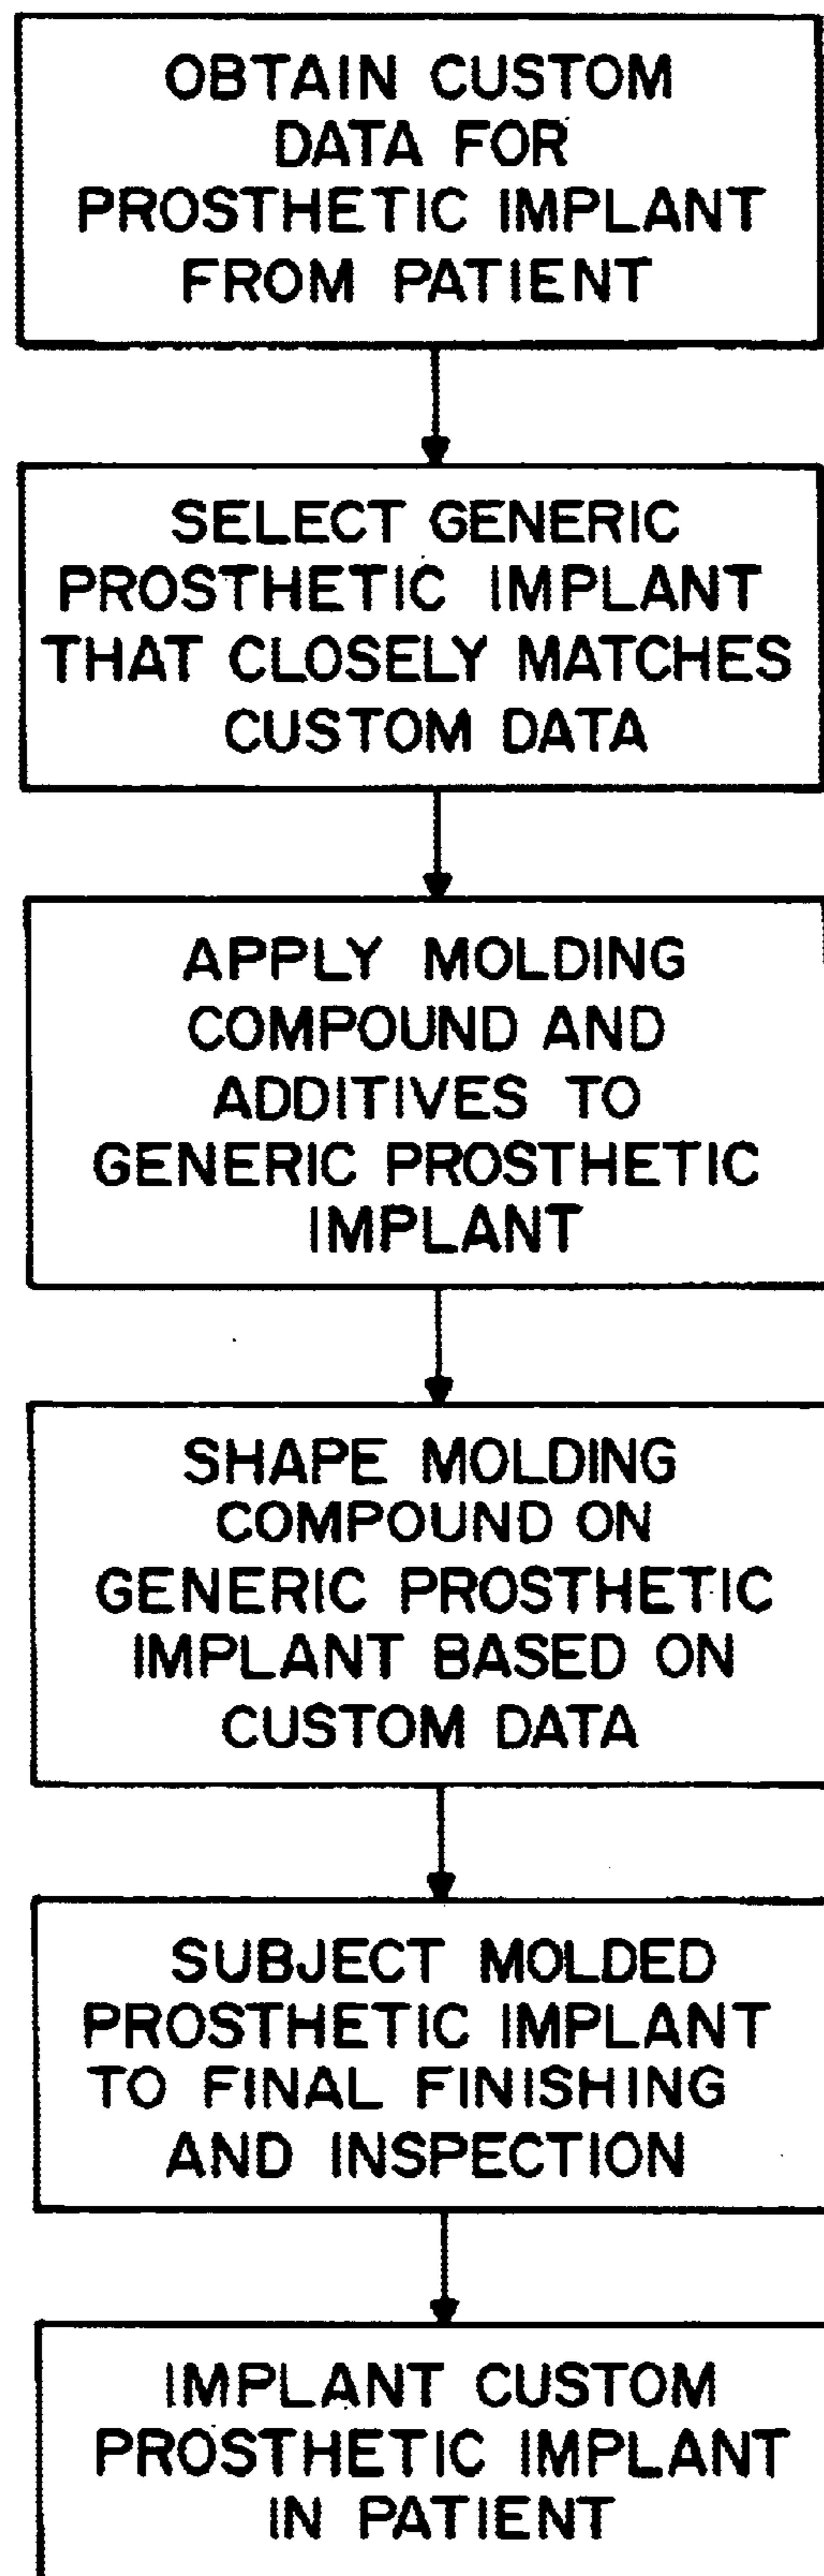 OBTAIN CUSTOM
DATA FOR
PROSTHETIC IMPLANT
FROM PATIENT
SELECT GENERIC
PROSTHETIC IMPLANT
THAT CLOSELY MATCHES
CUSTOM DATA
APPLY MOLDING
COMPOUND AND
ADDITIVES TO
GENERIC PROSTHETIC
IMPLANT
SHAPE MOLDING
COMPOUND ON
GENERIC PROSTHETIC
IMPLANT BASED ON
CUSTOM DATA
SUBJECT MOLDED
PROSTHETIC IMPLANT
TO FINAL FINISHING
AND INSPECTION
IMPLANT CUSTOM
PROSTHETIC IMPLANT
IN PATIENT